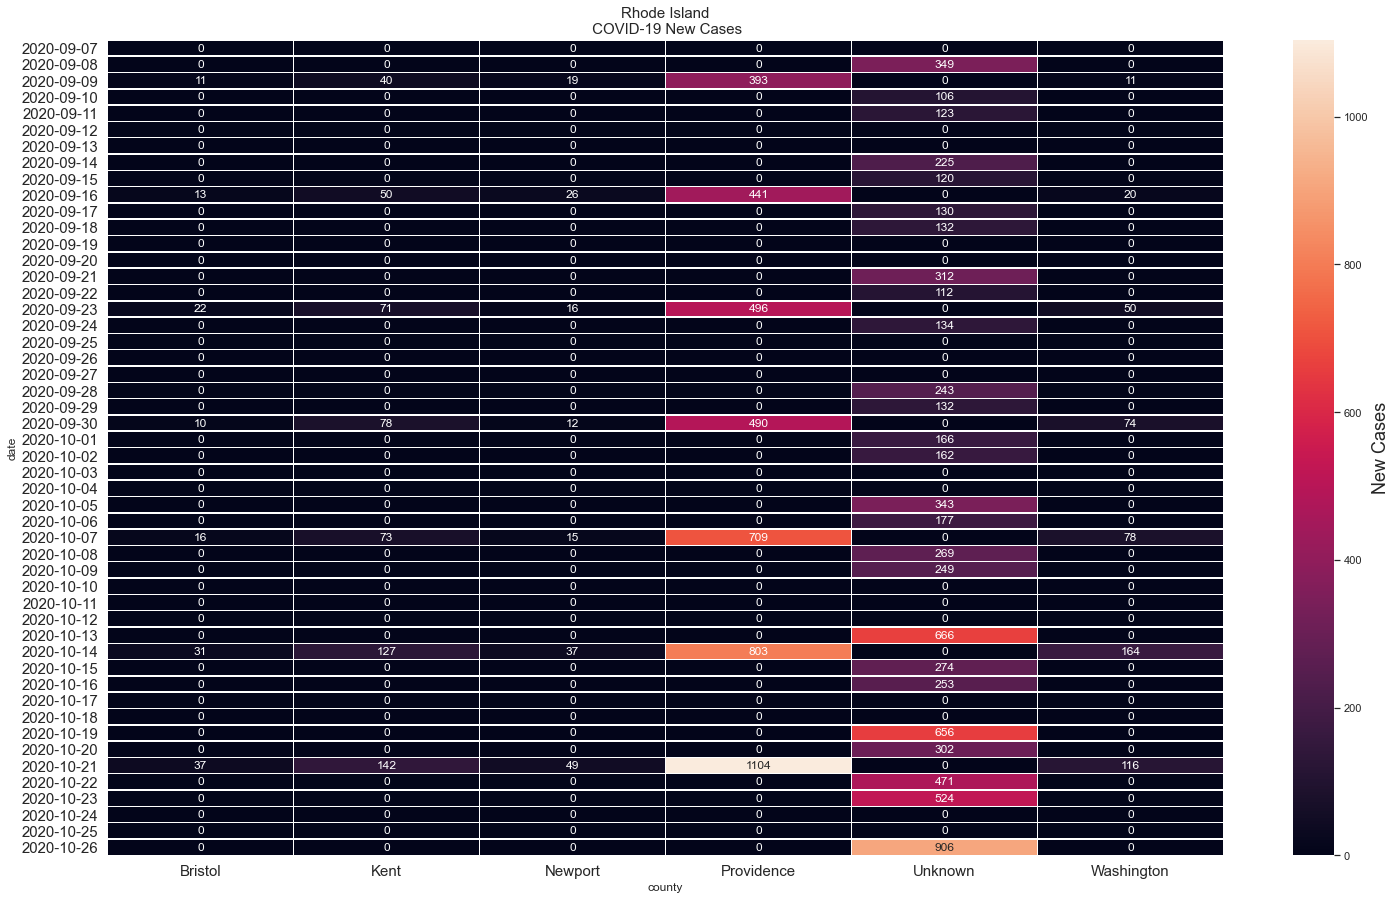 Rhode Island
COVID-19 New Cases
2020-09-07 0 0 0 0 0 0
2020-09-08 0 0 0 0 349 0
2020-09-09 11 40 19 393 0 11
2020-09-10 0 0 0 0 106 0
2020-09-11 0 0 0 0 123 0
2020-09-12 0 0 0 0 0 0
2020-09-13 0 0 0 0 0 0
2020-09-14 0 0 0 0 225 0
2020-09-15 0 0 0 0 120 0
2020-09-16 13 50 26 441 0 20
2020-09-17 0 0 0 0 130 0
2020-09-18 0 0 0 0 132 0
2020-09-19 0 0 0 0 0 0
2020-09-20 0 0 0 0 0 0
2020-09-21 0 0 0 0 312 0
2020-09-22 0 0 0 0 112 0
2020-09-23 22 71 16 496 0 50
2020-09-24 0 0 0 0 134 0
2020-09-25 0 0 0 0 0 0
2020-09-26 0 0 0 0 0 0
2020-09-27 0 0 0 0 0 0
2020-09-28 0 0 0 0 243 0
2020-09-29 0 0 0 0 132 0
2020-09-30 10 78 12 490 0 74
2020-10-01 0 0 0 0 166 0
2020-10-02 0 0 0 0 162 0
2020-10-03 0 0 0 0 0 0
2020-10-04 0 0 0 0 0 0
2020-10-05 0 0 0 0 343 0
2020-10-06 0 0 0 0 177 0
2020-10-07 16 73 15 709 0 78
2020-10-08 0 0 0 0 269 0
2020-10-09 0 0 0 0 249 0
2020-10-10 0 0 0 0 0 0
2020-10-11 0 0 0 0 0 0
2020-10-12 0 0 0 0 0 0
2020-10-13 0 0 0 0 666 0
2020-10-14 31 127 37 803 0 164
2020-10-15 0 0 0 0 274 0
2020-10-16 0 0 0 0 253 0
2020-10-17 0 0 0 0 0 0
2020-10-18 0 0 0 0 0 0
2020-10-19 0 0 0 0 656 0
2020-10-20 0 0 0 0 302 0
2020-10-21 37 142 49 1104 0 116
2020-10-22 0 0 0 0 471 0
2020-10-23 0 0 0 0 524 0
2020-10-24 0 0 0 0 0 0
2020-10-25 0 0 0 0 0 0
2020-10-26 0 0 0 0 906 0
Bristol Kent Newport Providence Unknown Washington
county
date
1000
800
600
400
200
0
New Cases